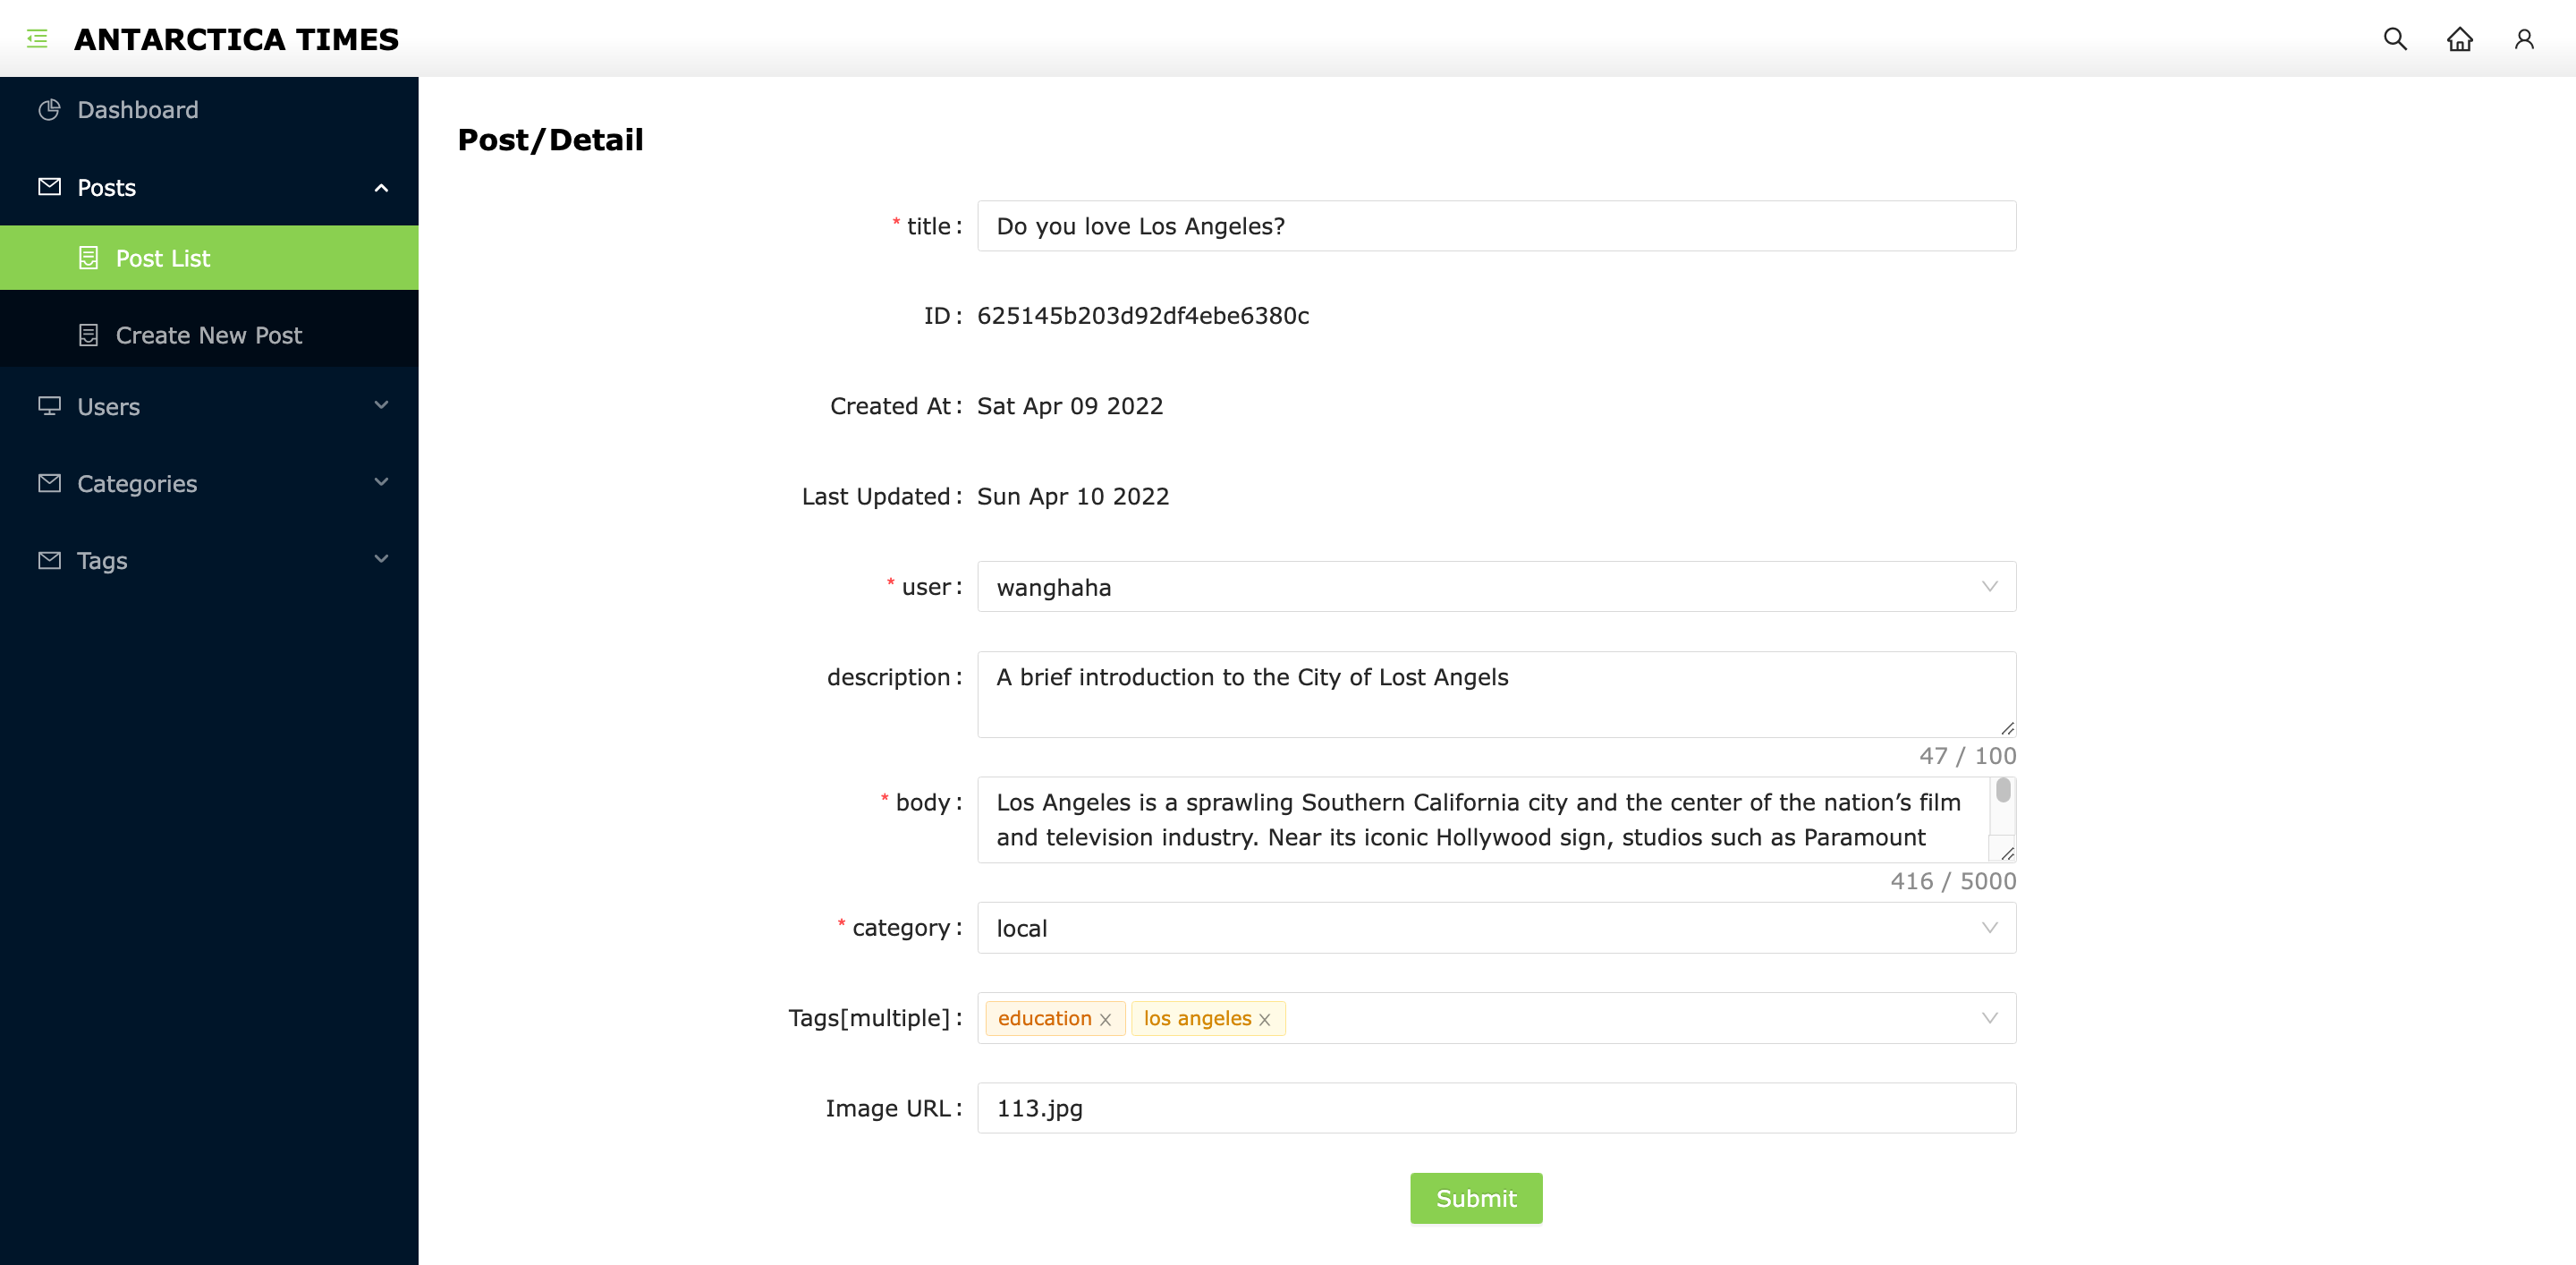 ANTARCTICA TIMES
Dashboard
Posts
Post List
Create New Post
Users
Categories
Tags
Post/Detail
* title : Do you love Los Angeles?
ID : 625145b203d92df4ebe6380c
Created At : Sat Apr 09 2022
Last Updated : Sun Apr 10 2022
* user : wanghaha
description : A brief introduction to the City of Lost Angels
47 / 100
* body : Los Angeles is a sprawling Southern California city and the center of the nation’s film
and television industry. Near its iconic Hollywood sign, studios such as Paramount
416 / 5000
* category : local
Tags[multiple] : education los angeles
Image URL : 113.jpg
Submit